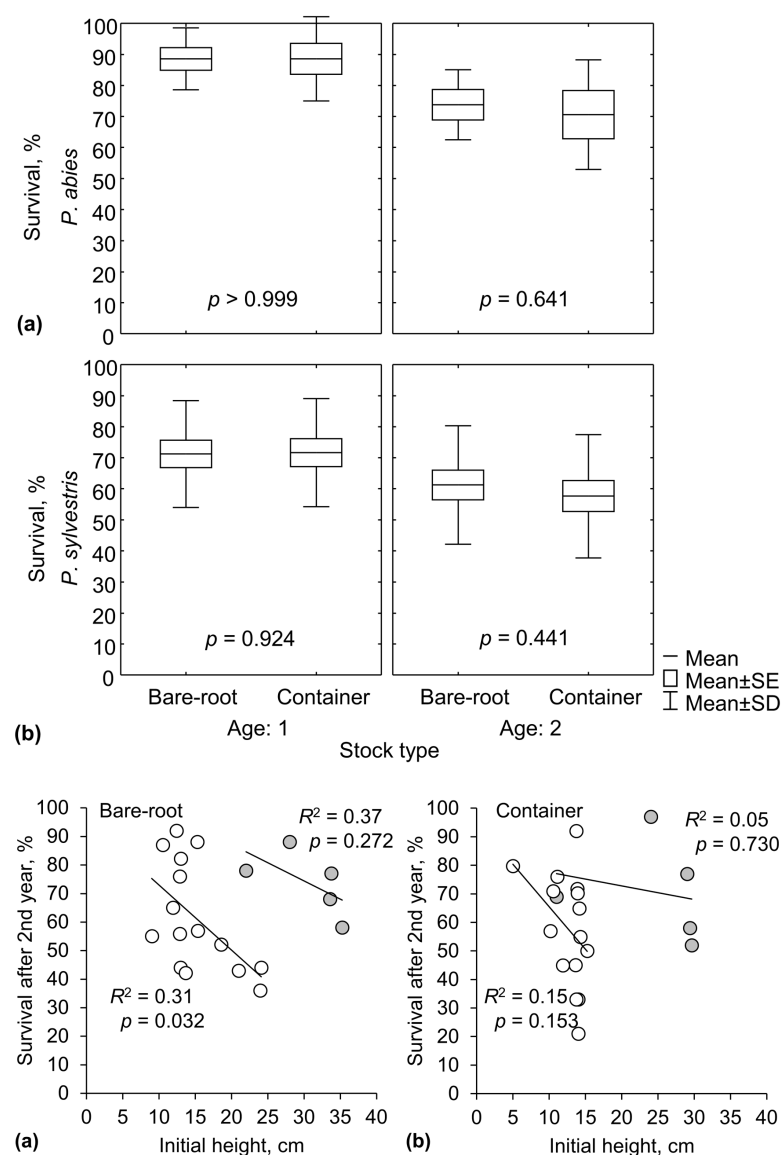 100
90
80
70
60
50
40
30
20
10
0
Survival, %
P. abies
p > 0.999
p = 0.641
(a)
100
90
80
70
60
50
40
30
20
10
0
Survival, %
P. sylvestris
p = 0.924
p = 0.441
Mean
Mean±SE
Mean±SD
Bare-root Container Bare-root Container
Age: 1 Age: 2
Stock type
(b)
100
90
80
70
60
50
40
30
20
10
0
Survival after 2nd year, %
Bare-root
R² = 0.37
p = 0.272
R² = 0.31
p = 0.032
0 5 10 15 20 25 30 35 40
Initial height, cm
(a)
100
90
80
70
60
50
40
30
20
10
0
Survival after 2nd year, %
Container
R² = 0.05
p = 0.730
R² = 0.15
p = 0.153
0 5 10 15 20 25 30 35 40
Initial height, cm
(b)